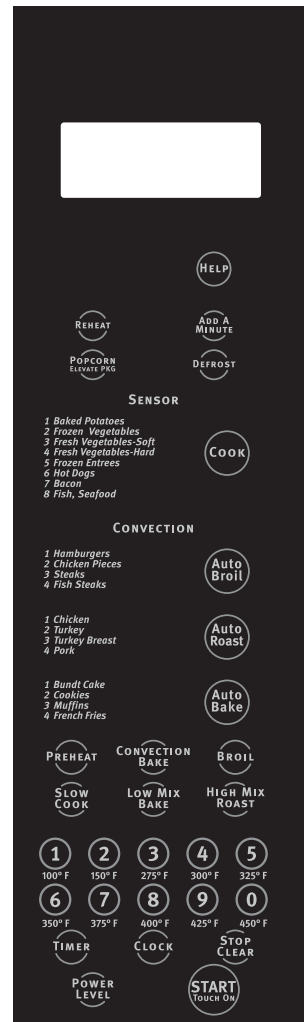 HELP
REHEAT
ADD A
MINUTE
POPCORN
ELEVATE PKG
DEFROST
SENSOR
1 Baked Potatoes
2 Frozen Vegetables
3 Fresh Vegetables-Soft
4 Fresh Vegetables-Hard
5 Frozen Entrees
6 Hot Dogs
7 Bacon
8 Fish, Seafood
COOK
CONVECTION
1 Hamburgers
2 Chicken Pieces
3 Steaks
4 Fish Steaks
Auto
Broil
1 Chicken
2 Turkey
3 Turkey Breast
4 Pork
Auto
Roast
1 Bundt Cake
2 Cookies
3 Muffins
4 French Fries
Auto
Bake
PREHEAT
CONVECTION
BAKE
BROIL
SLOW
COOK
LOW MIX
BAKE
HIGH MIX
ROAST
1 2 3 4 5
100° F 150° F 275° F 300° F 325° F
6 7 8 9 0
350° F 375° F 400° F 425° F 450° F
TIMER
CLOCK
STOP
CLEAR
POWER
LEVEL
START
TOUCH ON